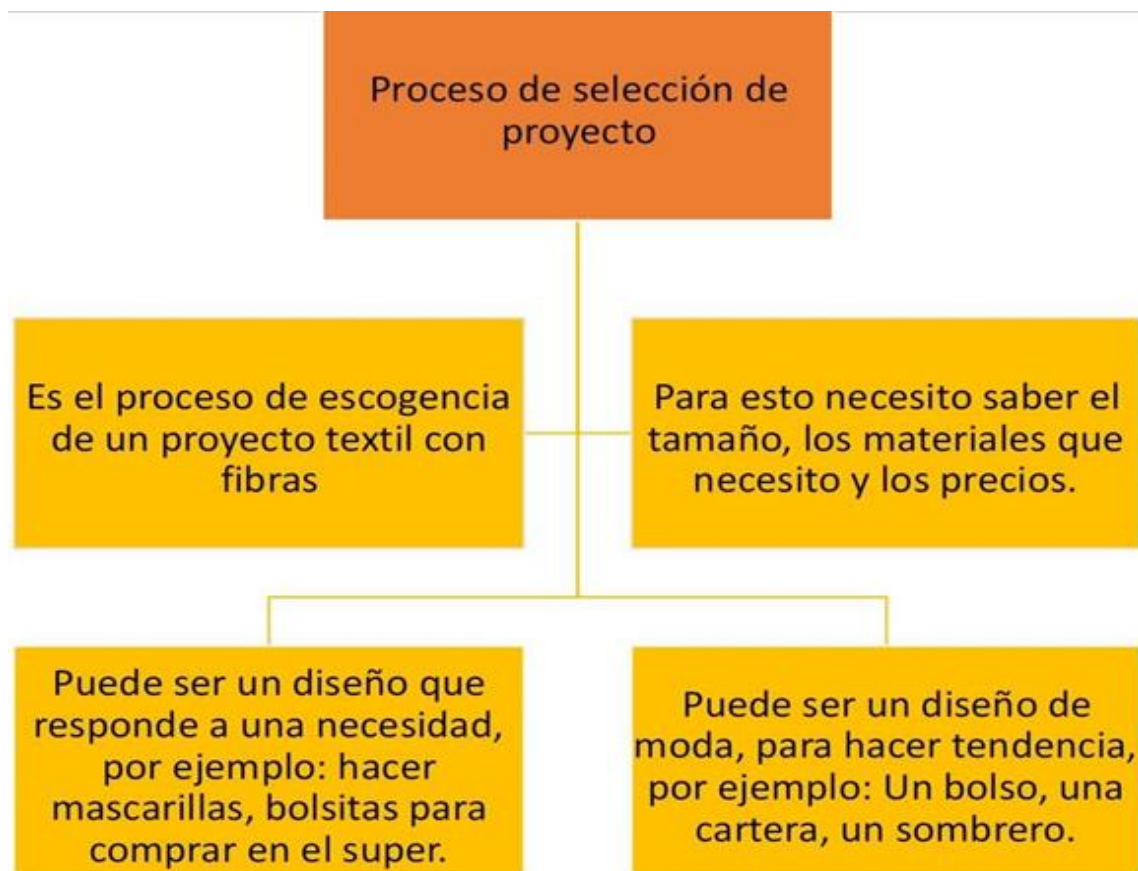 Proceso de selección de
proyecto
Es el proceso de escogencia
de un proyecto textil con
fibras
Para esto necesito saber el
tamaño, los materiales que
necesito y los precios.
Puede ser un diseño que
responde a una necesidad,
por ejemplo: hacer
mascarillas, bolsitas para
comprar en el super.
Puede ser un diseño de
moda, para hacer tendencia,
por ejemplo: Un bolso, una
cartera, un sombrero.